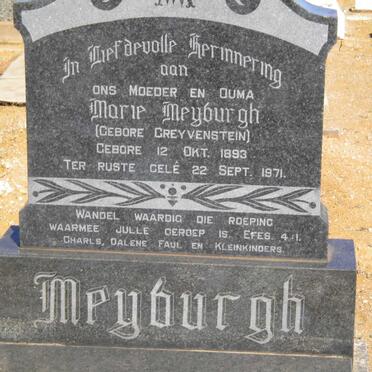 In Liefdevolle Herinnering
aan
ONS MOEDER EN OUMA
Marie Meyburgh
(GEBORE GREYVENSTEIN)
GEBORE 12 OKT. 1893
TER RUSTE GELÊ 22 SEPT. 1971.
WANDEL WAARDIG DIE ROEPING
WAARMEE JULLE GEROEP IS. EFES. 4:1.
CHARLS, DALENE, FAUL EN KLEINKINDERS.
Meyburgh